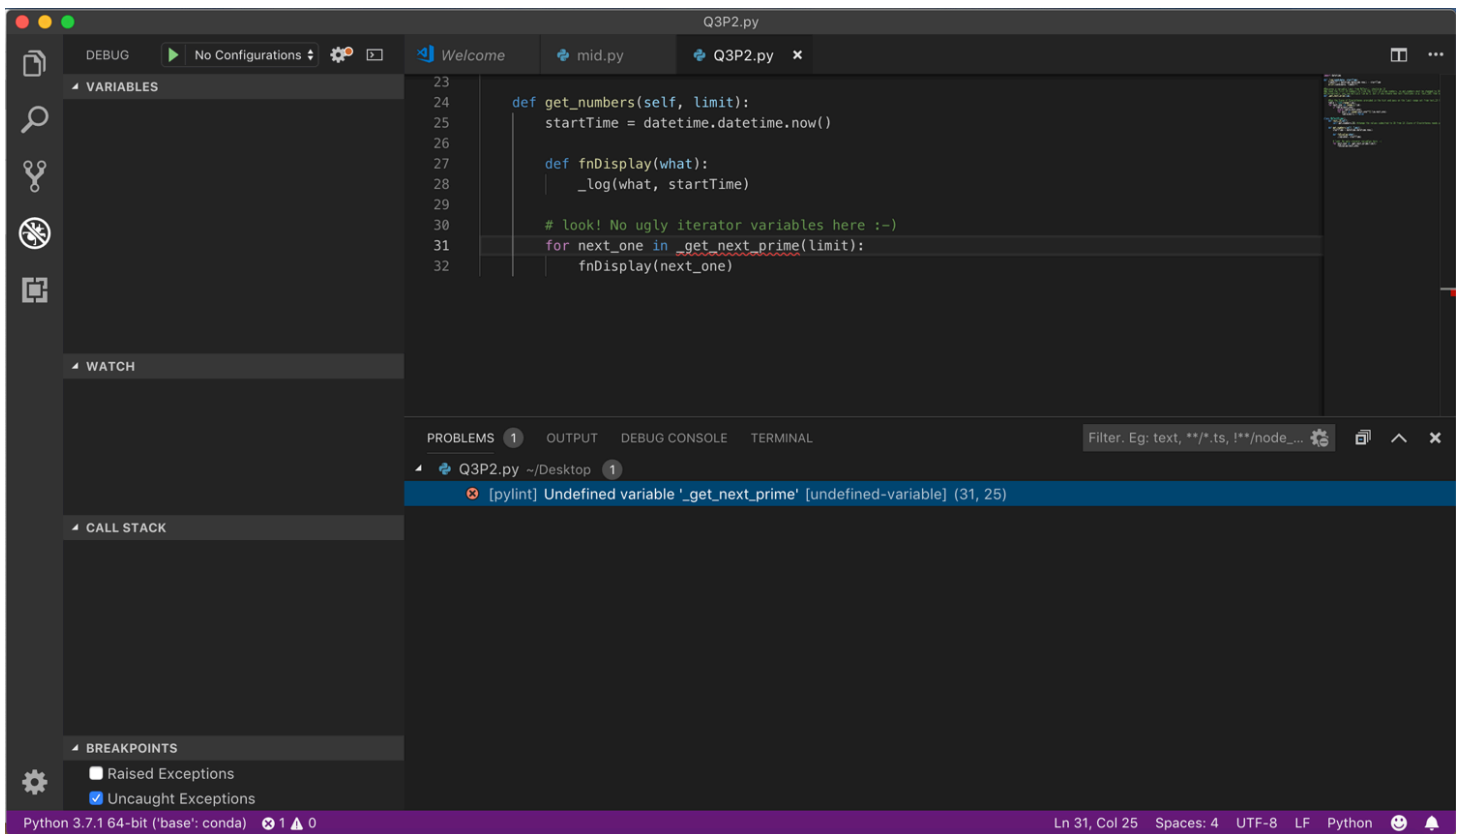 Q3P2.py
DEBUG No Configurations
Welcome mid.py Q3P2.py
VARIABLES
23
24 def get_numbers(self, limit):
25 startTime = datetime.datetime.now()
26
27 def fnDisplay(what):
28 _log(what, startTime)
29
30 # look! No ugly iterator variables here :-)
31 for next_one in _get_next_prime(limit):
32 fnDisplay(next_one)
WATCH
CALL STACK
BREAKPOINTS
Raised Exceptions
Uncaught Exceptions
PROBLEMS 1 OUTPUT DEBUG CONSOLE TERMINAL Filter. Eg: text, **/*.ts, !**/node_...
Q3P2.py ~/Desktop 1
[pylint] Undefined variable '_get_next_prime' [undefined-variable] (31, 25)
Python 3.7.1 64-bit ('base': conda) 1 0 Ln 31, Col 25 Spaces: 4 UTF-8 LF Python